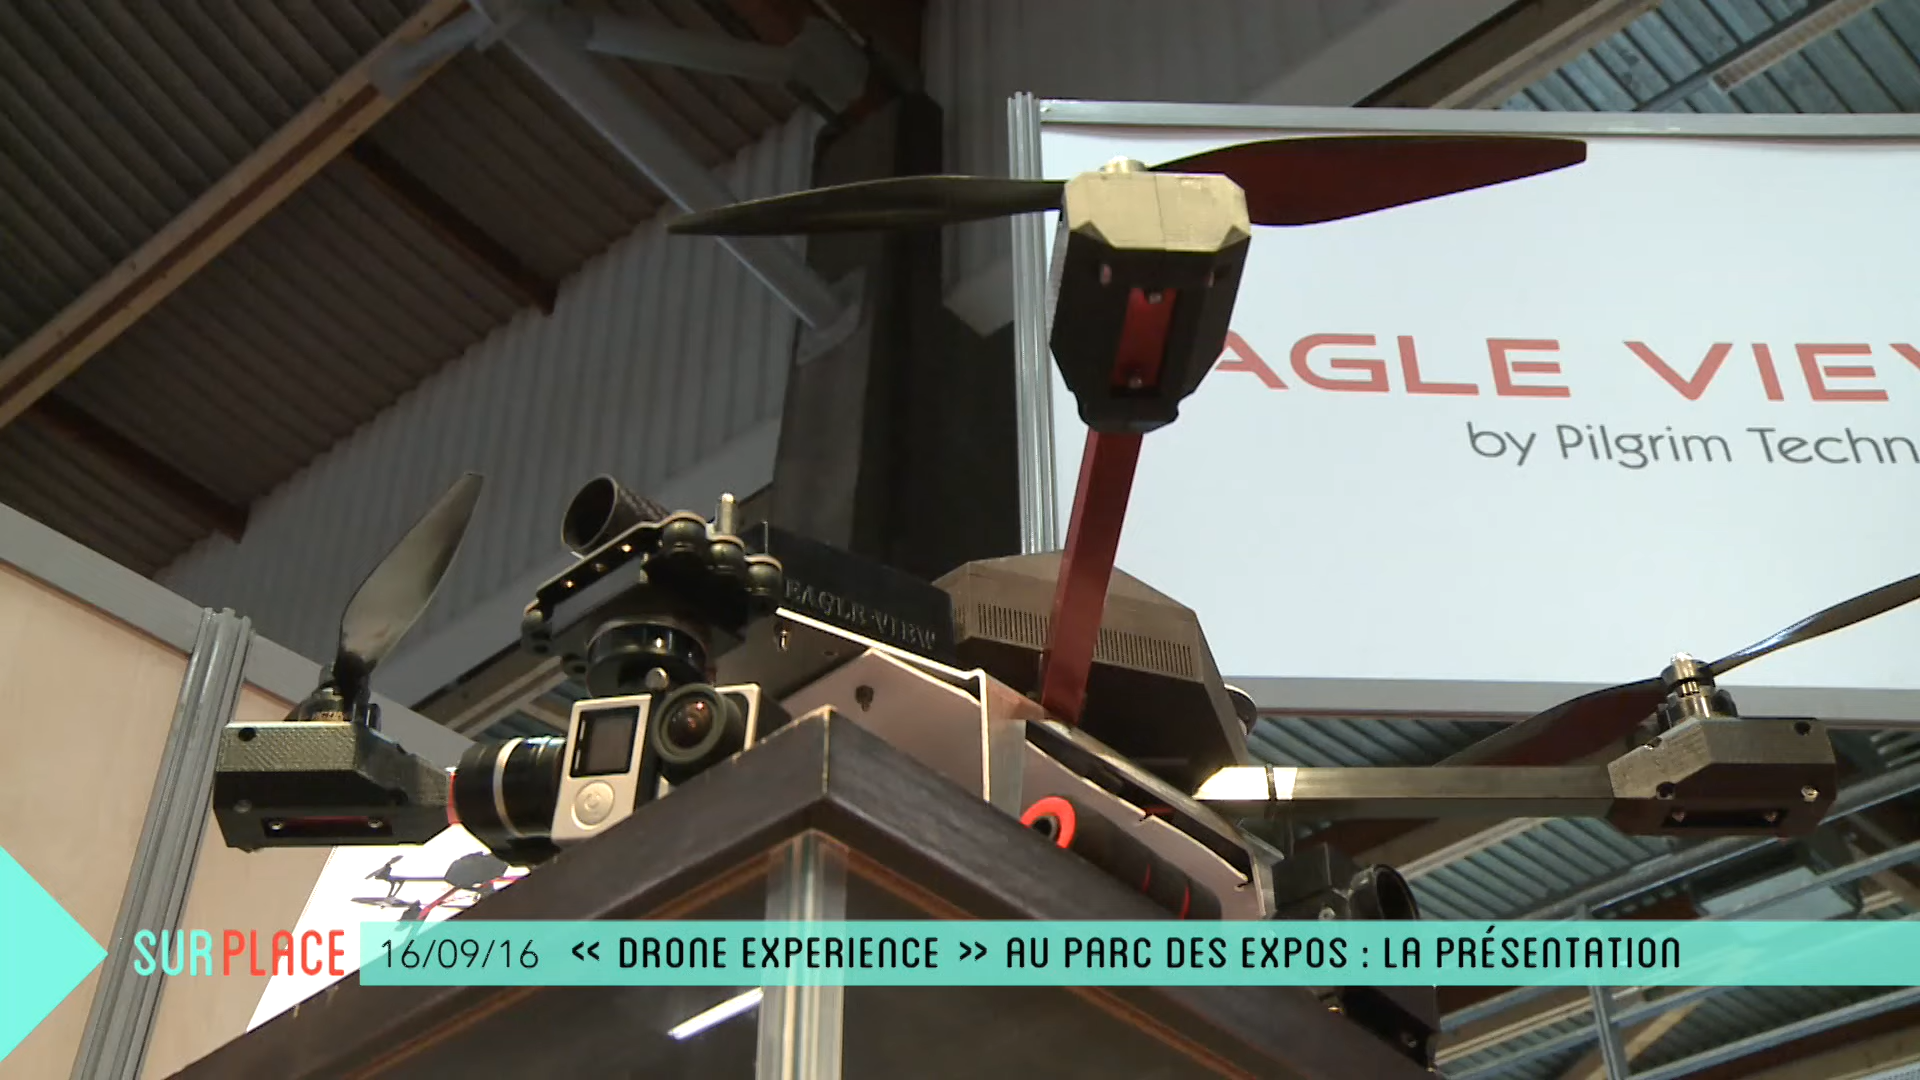 AGLE VIEW
by Pilgrim Techn
EAGLE-VIEW
SUR PLACE 16/09/16 << DRONE EXPERIENCE >> AU PARC DES EXPOS : LA PRÉSENTATION